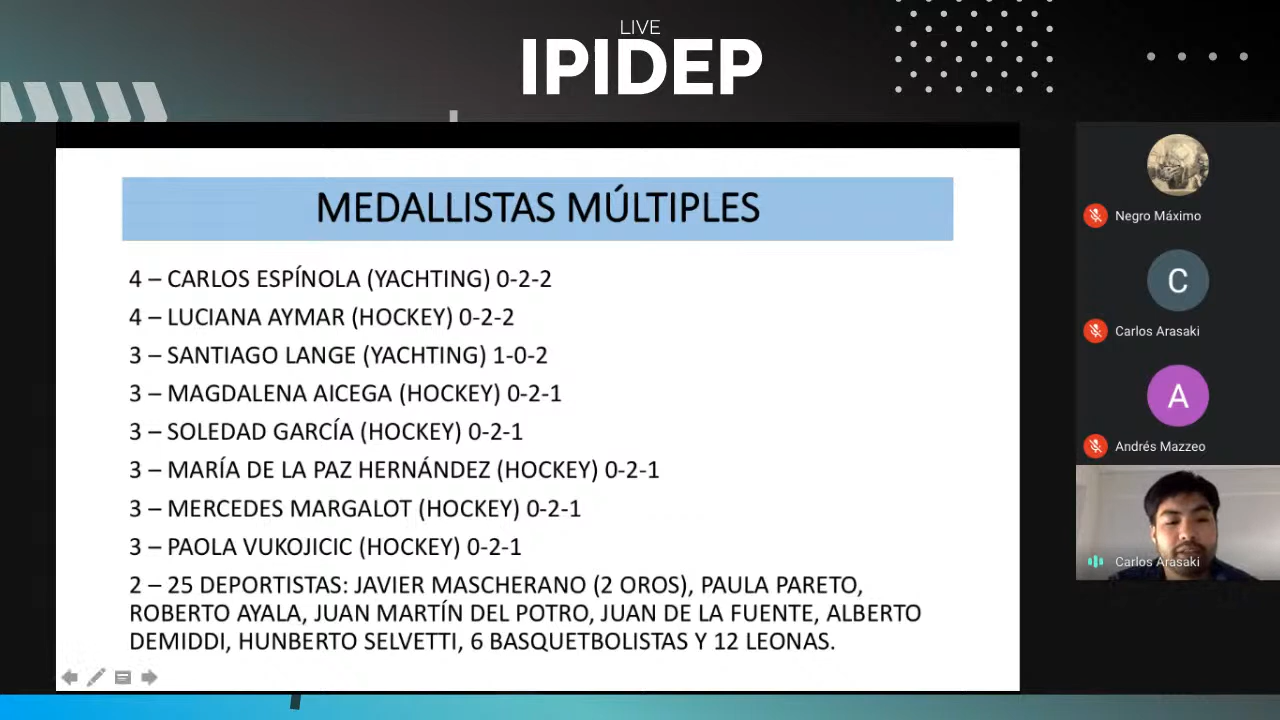 LIVE
IPIDEP
MEDALLISTAS MÚLTIPLES
4 – CARLOS ESPÍNOLA (YACHTING) 0-2-2
4 – LUCIANA AYMAR (HOCKEY) 0-2-2
3 – SANTIAGO LANGE (YACHTING) 1-0-2
3 – MAGDALENA AICEGA (HOCKEY) 0-2-1
3 – SOLEDAD GARCÍA (HOCKEY) 0-2-1
3 – MARÍA DE LA PAZ HERNÁNDEZ (HOCKEY) 0-2-1
3 – MERCEDES MARGALOT (HOCKEY) 0-2-1
3 – PAOLA VUKOJICIC (HOCKEY) 0-2-1
2 – 25 DEPORTISTAS: JAVIER MASCHERANO (2 OROS), PAULA PARETO,
ROBERTO AYALA, JUAN MARTÍN DEL POTRO, JUAN DE LA FUENTE, ALBERTO
DEMIDDI, HUNBERTO SELVETTI, 6 BASQUETBOLISTAS Y 12 LEONAS.
Negro Máximo
C
Carlos Arasaki
A
Andrés Mazzeo
Carlos Arasaki